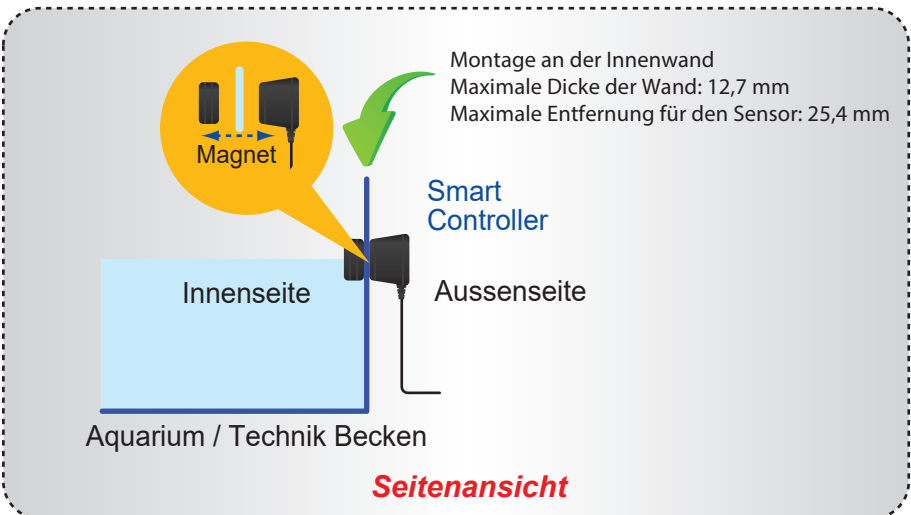 Montage an der Innenwand
Maximale Dicke der Wand: 12,7 mm
Maximale Entfernung für den Sensor: 25,4 mm
Magnet
Smart
Controller
Innenseite
Aussenseite
Aquarium / Technik Becken
Seitenansicht